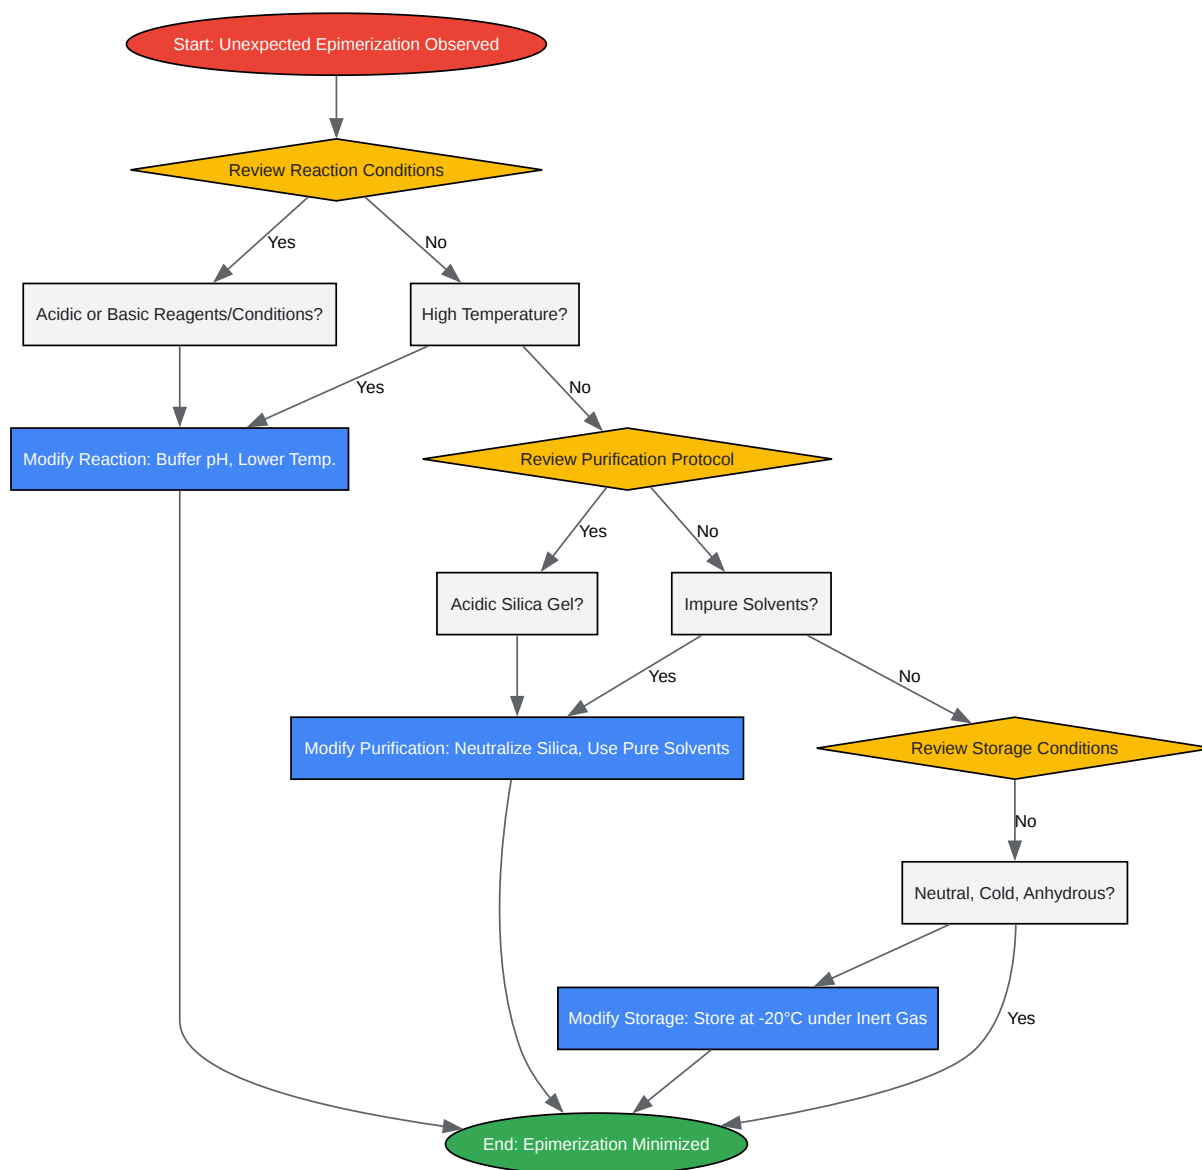 Start: Unexpected Epimerization Observed
Review Reaction Conditions
Yes
No
Acidic or Basic Reagents/Conditions?
High Temperature?
Yes
No
Modify Reaction: Buffer pH, Lower Temp.
Review Purification Protocol
Yes
No
Acidic Silica Gel?
Impure Solvents?
Yes
No
Modify Purification: Neutralize Silica, Use Pure Solvents
Review Storage Conditions
No
Neutral, Cold, Anhydrous?
Modify Storage: Store at -20°C under Inert Gas
Yes
End: Epimerization Minimized